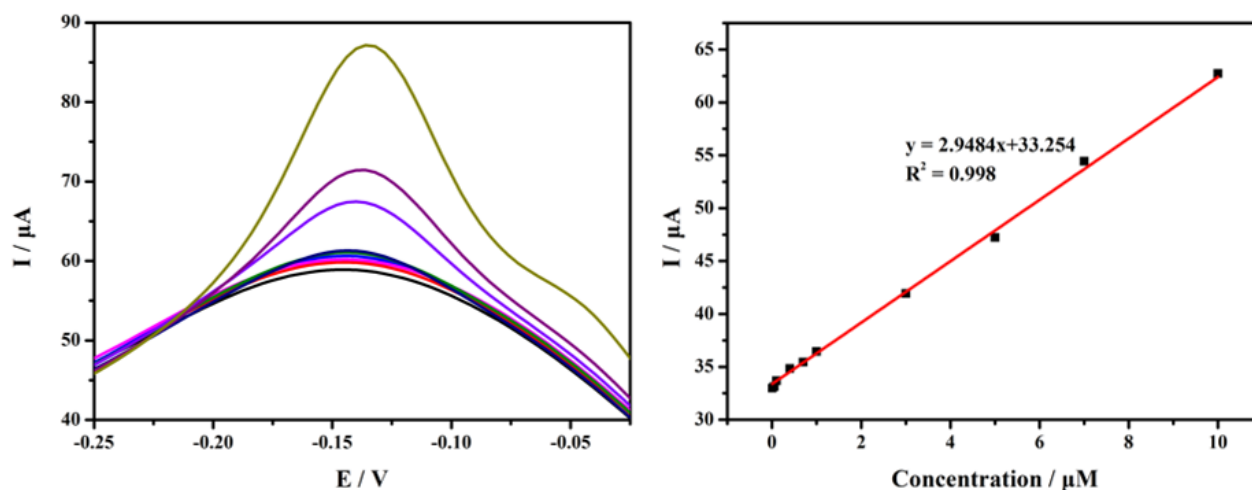 90
80
70
60
50
40
I / μA
-0.25 -0.20 -0.15 -0.10 -0.05
E / V
65
60
55
50
45
40
35
30
I / μA
y = 2.9484x+33.254
R² = 0.998
0 2 4 6 8 10
Concentration / μM